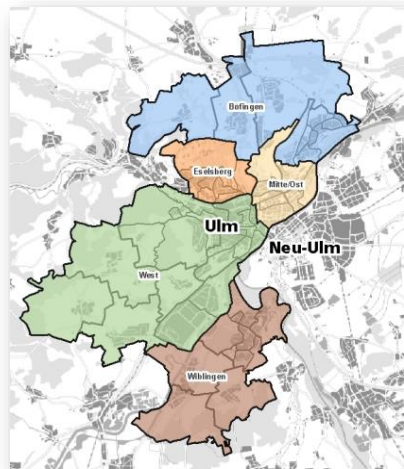 Böfingen
Eselsberg
Mitte/Ost
Ulm
Neu-Ulm
West
Wiblingen